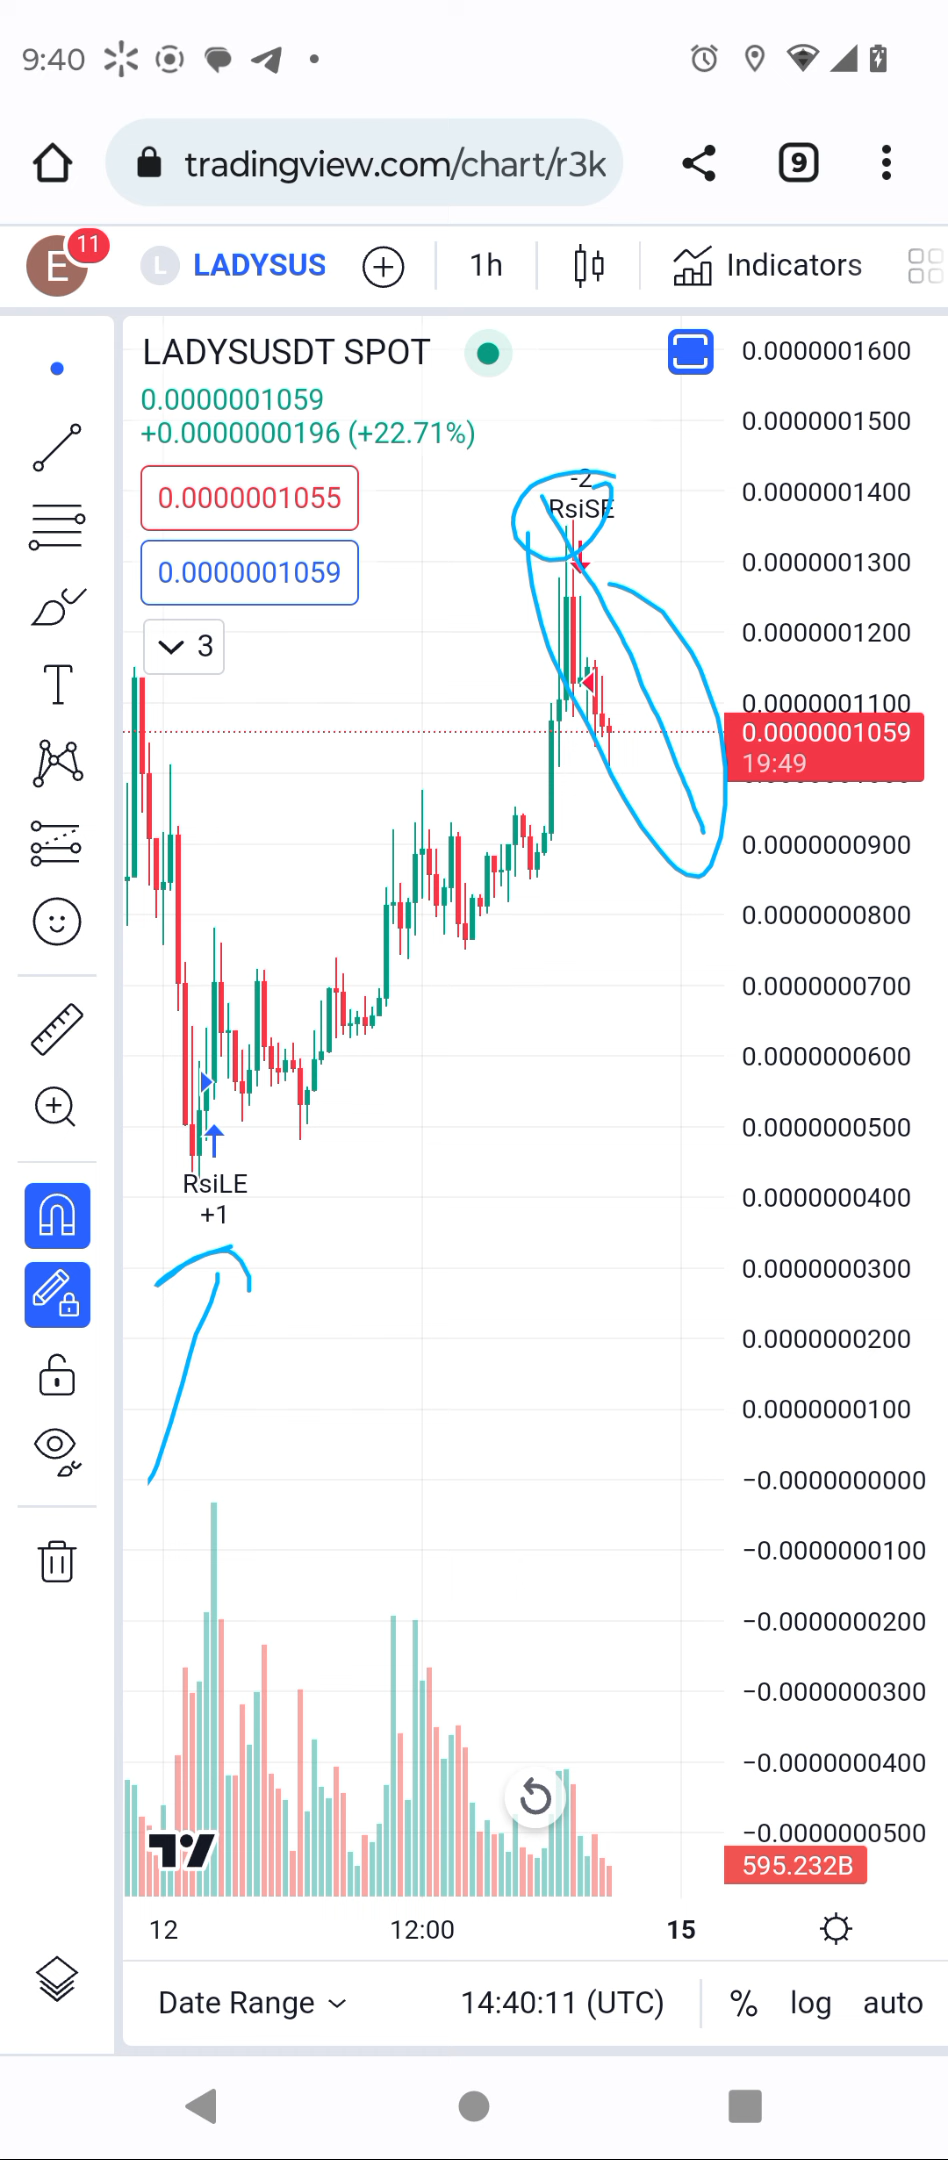 9:40
tradingview.com/chart/r3k
9
E
11
L
LADYSUS
1h
Indicators
LADYSUSDT SPOT
0.0000001059
+0.0000000196 (+22.71%)
0.0000001055
0.0000001059
3
-2
RsiSE
RsiLE
+1
0.0000001600
0.0000001500
0.0000001400
0.0000001300
0.0000001200
0.0000001100
0.0000001059
19:49
0.0000000900
0.0000000800
0.0000000700
0.0000000600
0.0000000500
0.0000000400
0.0000000300
0.0000000200
0.0000000100
−0.0000000000
−0.0000000100
−0.0000000200
−0.0000000300
−0.0000000400
−0.0000000500
595.232B
12
12:00
15
Date Range
14:40:11 (UTC)
%
log
auto